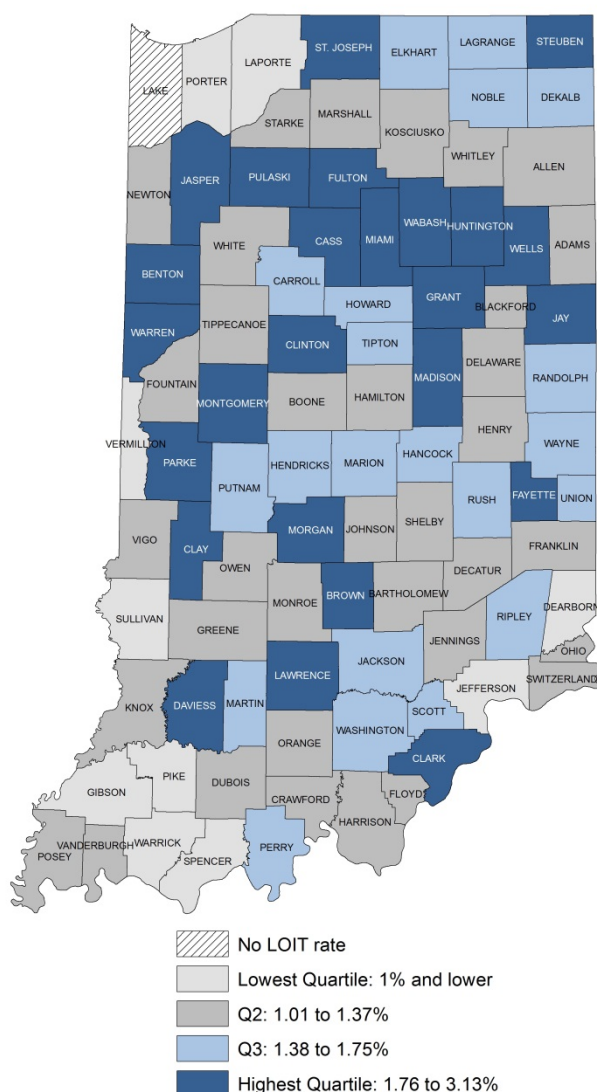 ST. JOSEPH
ELKHART
LAGRANGE
STEUBEN
LAPORTE
PORTER
LAKE
NOBLE
DEKALB
STARKE
MARSHALL
KOSCIUSKO
WHITLEY
ALLEN
NEWTON
JASPER
PULASKI
FULTON
WABASH
HUNTINGTON
WHITE
CASS
MIAMI
WELLS
ADAMS
BENTON
CARROLL
GRANT
BLACKFORD
JAY
WARREN
TIPPECANOE
HOWARD
CLINTON
TIPTON
DELAWARE
RANDOLPH
FOUNTAIN
MONTGOMERY
BOONE
HAMILTON
MADISON
HENRY
WAYNE
VERMILLION
PARKE
PUTNAM
HENDRICKS
MARION
HANCOCK
RUSH
FAYETTE
UNION
VIGO
CLAY
OWEN
MORGAN
JOHNSON
SHELBY
FRANKLIN
DECATUR
SULLIVAN
GREENE
MONROE
BROWN
BARTHOLOMEW
JENNINGS
RIPLEY
DEARBORN
OHIO
SWITZERLAND
KNOX
DAVIESS
MARTIN
LAWRENCE
JACKSON
JEFFERSON
SCOTT
WASHINGTON
ORANGE
CLARK
GIBSON
PIKE
DUBOIS
CRAWFORD
FLOYD
HARRISON
POSEY
VANDERBURGH
WARRICK
SPENCER
PERRY
No LOIT rate
Lowest Quartile: 1% and lower
Q2: 1.01 to 1.37%
Q3: 1.38 to 1.75%
Highest Quartile: 1.76 to 3.13%